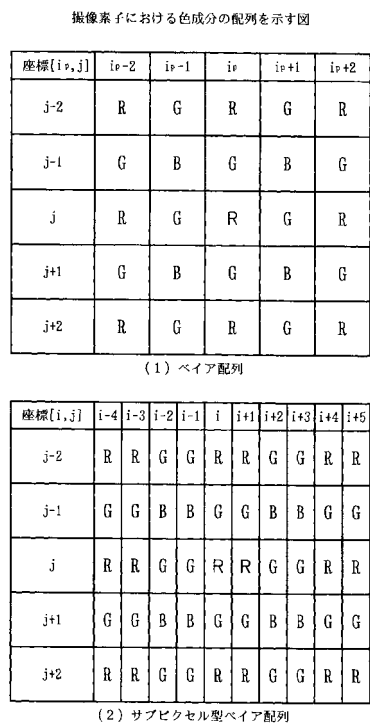 撮像素子における色成分の配列を示す図
座標[iₚ,j] iₚ-2 iₚ-1 iₚ iₚ+1 iₚ+2
j-2 R G R G R
j-1 G B G B G
j R G R G R
j+1 G B G B G
j+2 R G R G R
(1) ベイア配列
座標[i,j] i-4 i-3 i-2 i-1 i i+1 i+2 i+3 i+4 i+5
j-2 R R G G R R G G R R
j-1 G G B B G G B B G G
j R R G G R R G G R R
j+1 G G B B G G B B G G
j+2 R R G G R R G G R R
(2) サブピクセル型ベイア配列